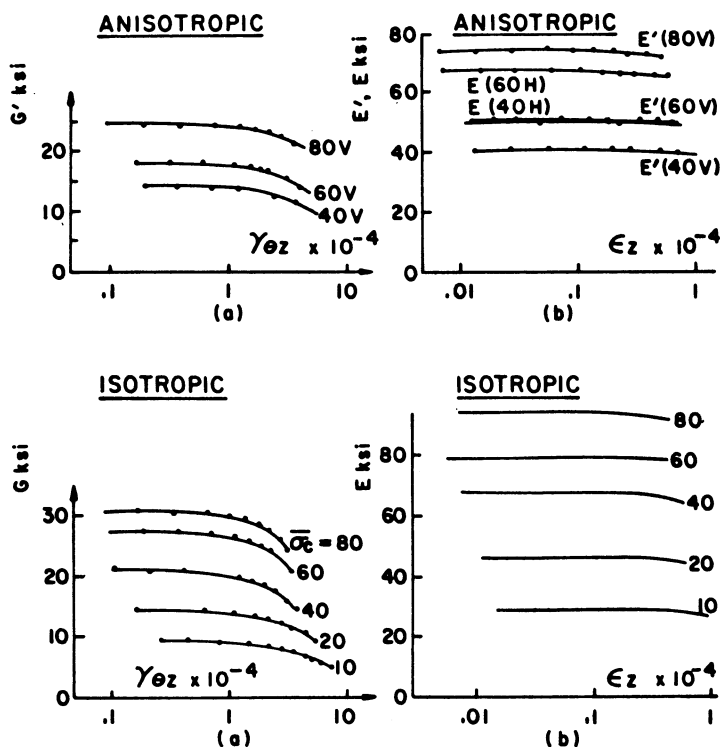 ANISOTROPIC
G' ksi
20
10
0
80V
60V
40V
γθz x 10⁻⁴
.1
1
10
(a)
ANISOTROPIC
E', E ksi
80
60
40
20
0
E'(80V)
E (60H)
E (40H)
E'(60V)
E'(40V)
εz x 10⁻⁴
.01
.1
1
(b)
ISOTROPIC
G ksi
30
20
10
0
σ̅c = 80
60
40
20
10
γθz x10⁻⁴
.1
1
10
(a)
ISOTROPIC
E ksi
80
60
40
20
0
80
60
40
20
10
εz x 10⁻⁴
.01
.1
1
(b)